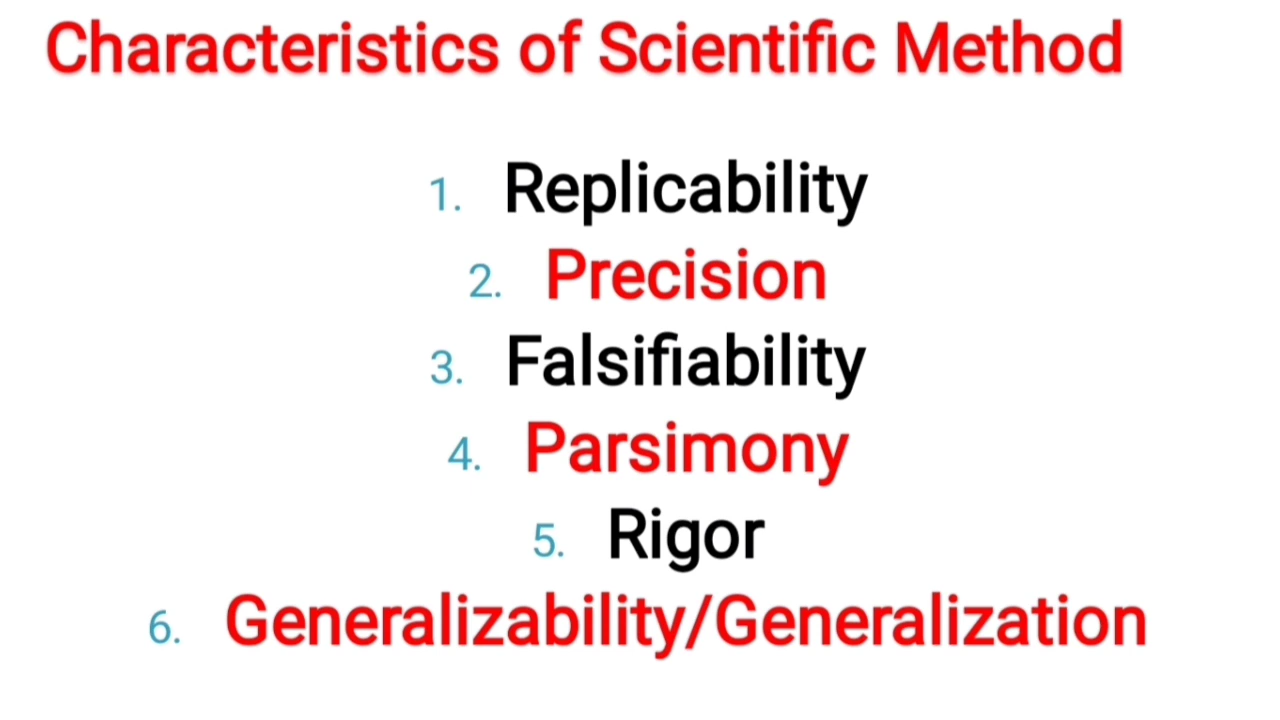 Characteristics of Scientific Method
1. Replicability
2. Precision
3. Falsifiability
4. Parsimony
5. Rigor
6. Generalizability/Generalization